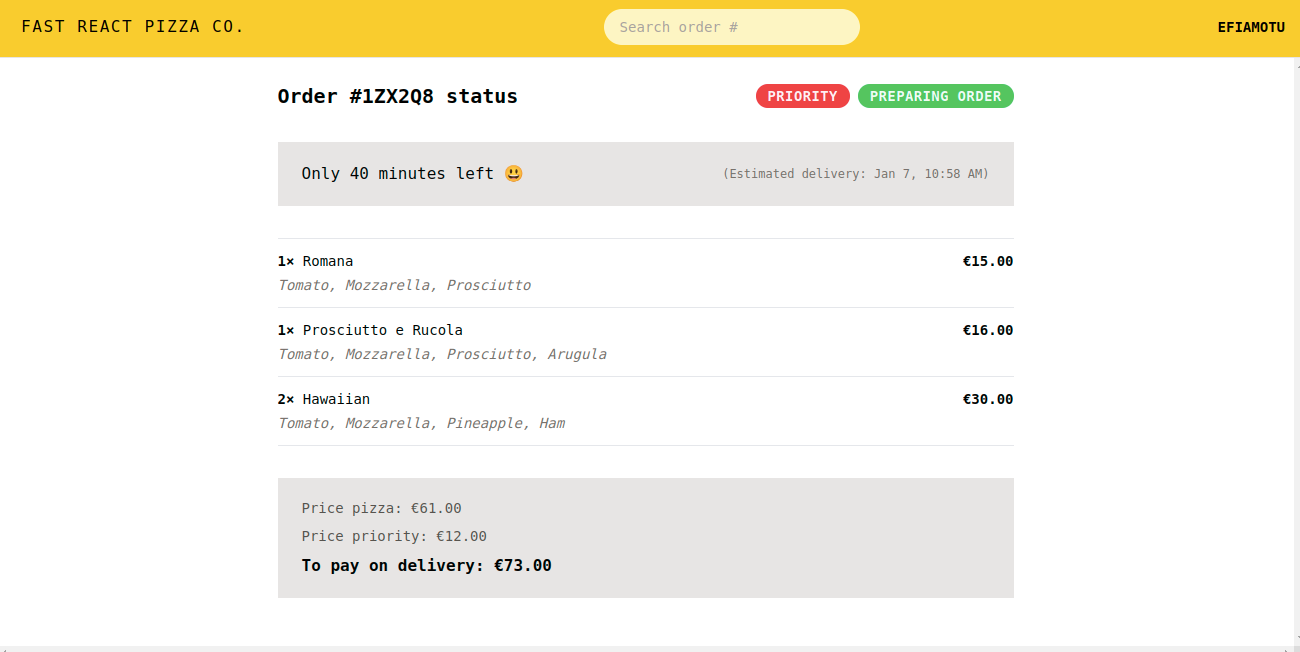 FAST REACT PIZZA CO.
Search order #
EFIAMOTU
Order #1ZX2Q8 status
PRIORITY
PREPARING ORDER
Only 40 minutes left 😃
(Estimated delivery: Jan 7, 10:58 AM)
1× Romana
€15.00
Tomato, Mozzarella, Prosciutto
1× Prosciutto e Rucola
€16.00
Tomato, Mozzarella, Prosciutto, Arugula
2× Hawaiian
€30.00
Tomato, Mozzarella, Pineapple, Ham
Price pizza: €61.00
Price priority: €12.00
To pay on delivery: €73.00